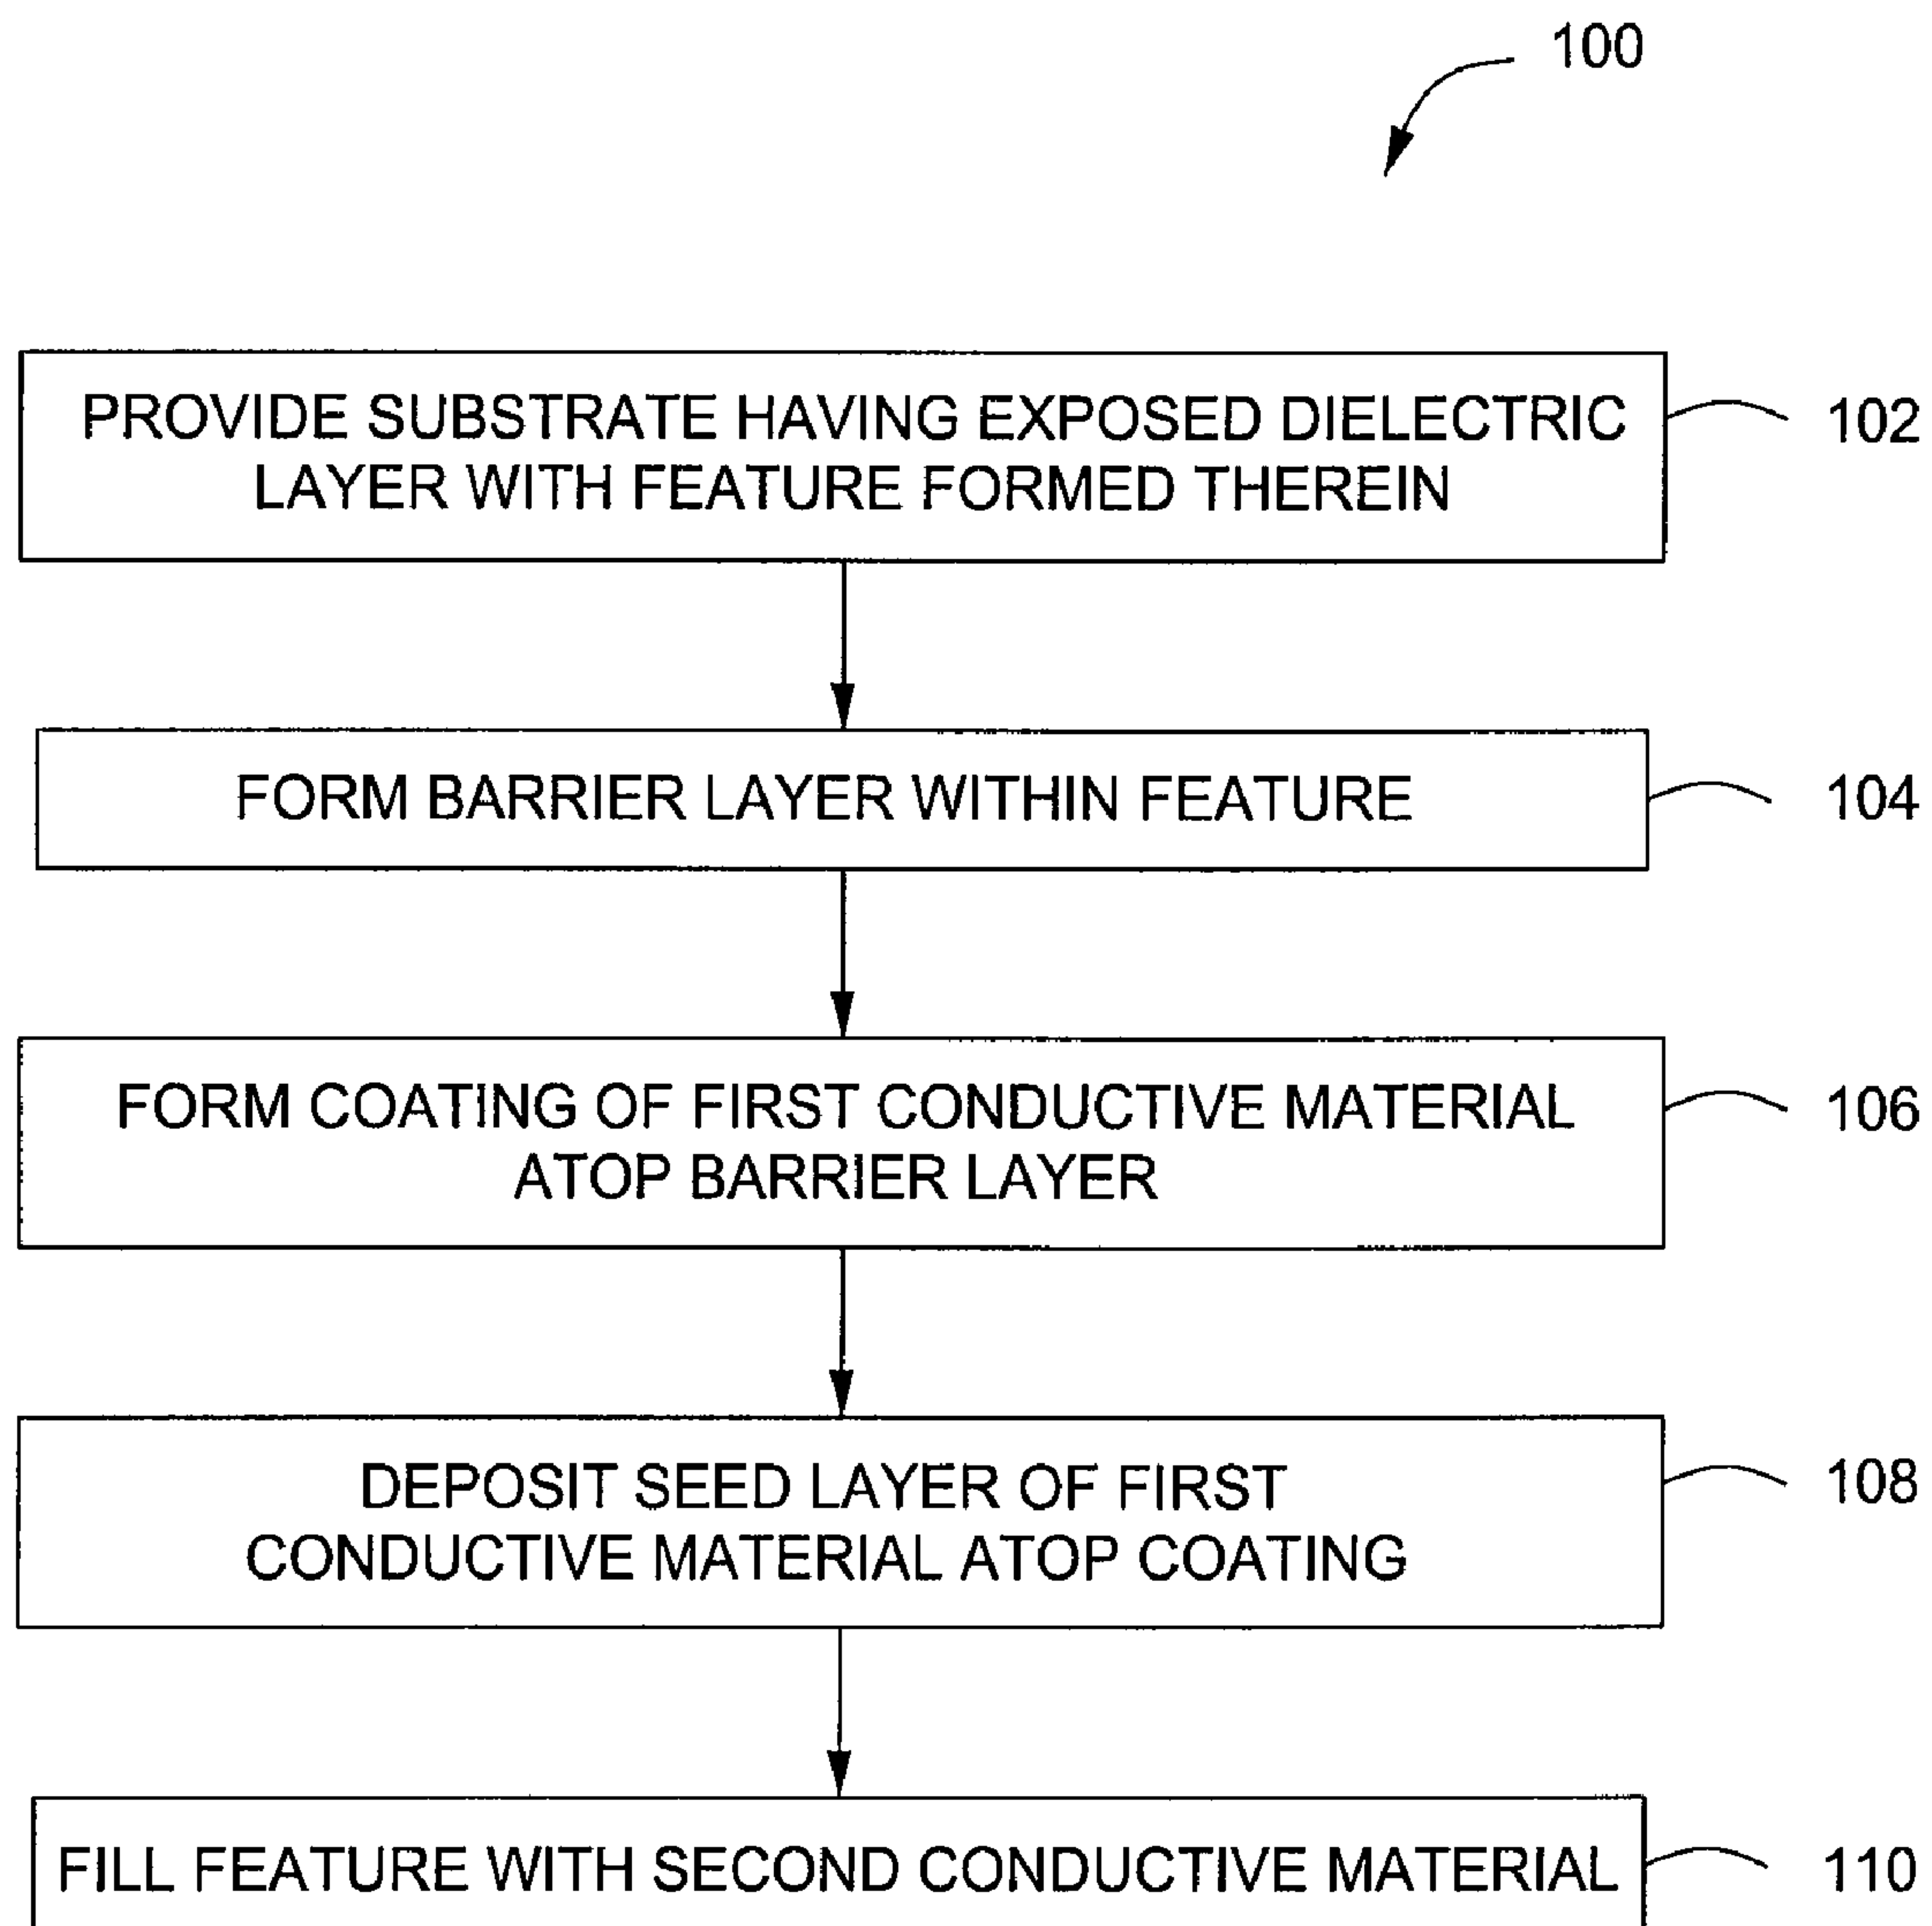 100
PROVIDE SUBSTRATE HAVING EXPOSED DIELECTRIC
LAYER WITH FEATURE FORMED THEREIN
102
FORM BARRIER LAYER WITHIN FEATURE
104
FORM COATING OF FIRST CONDUCTIVE MATERIAL
ATOP BARRIER LAYER
106
DEPOSIT SEED LAYER OF FIRST
CONDUCTIVE MATERIAL ATOP COATING
108
FILL FEATURE WITH SECOND CONDUCTIVE MATERIAL
110